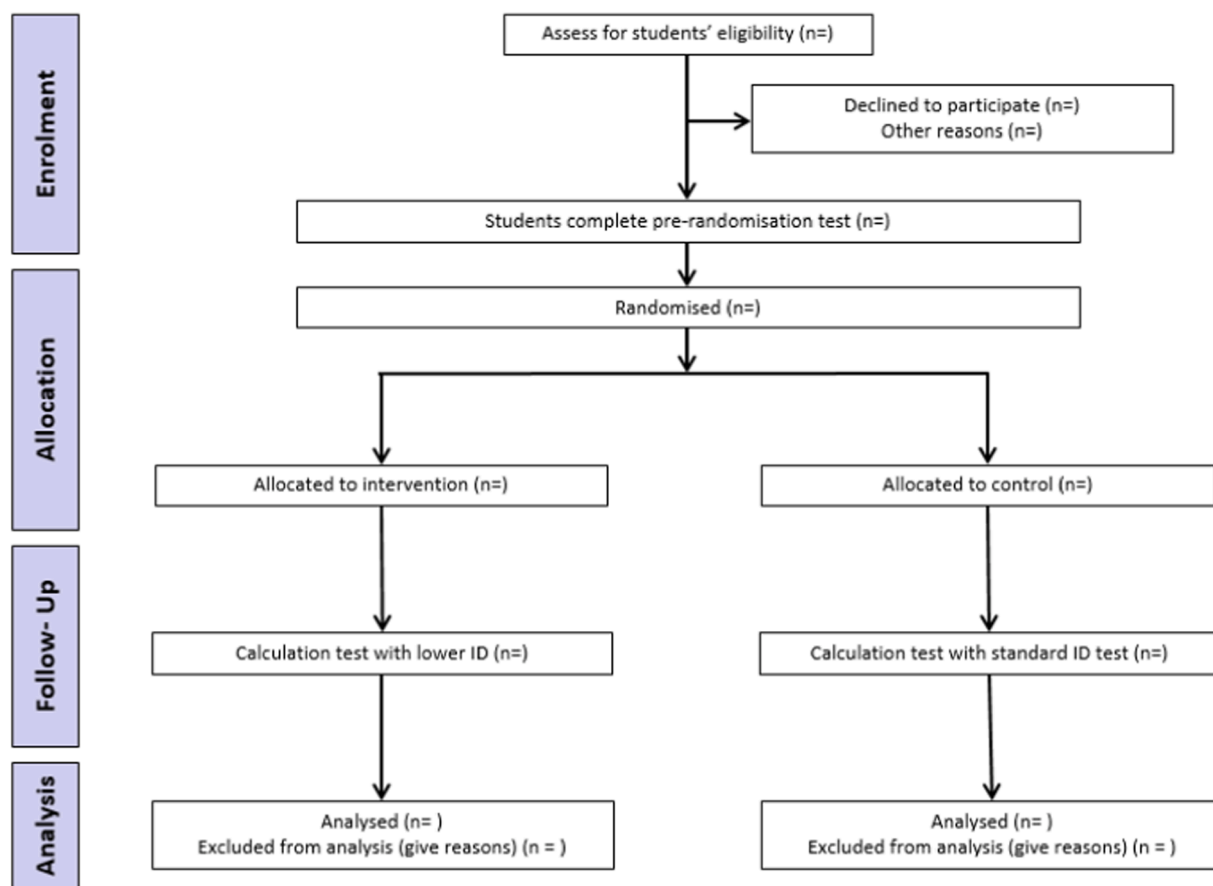 Enrolment
Assess for students’ eligibility (n=)
Declined to participate (n=)
Other reasons (n=)
Students complete pre-randomisation test (n=)
Allocation
Randomised (n=)
Allocated to intervention (n=)
Allocated to control (n=)
Follow- Up
Calculation test with lower ID (n=)
Calculation test with standard ID test (n=)
Analysis
Analysed (n= )
Excluded from analysis (give reasons) (n = )
Analysed (n= )
Excluded from analysis (give reasons) (n = )